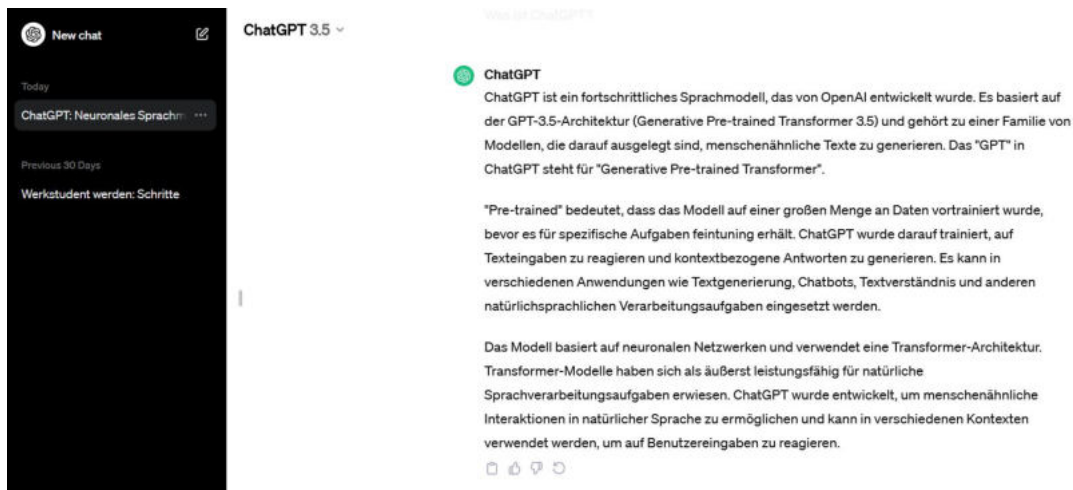 New chat
Today
ChatGPT: Neuronales Sprachm
Previous 30 Days
Werkstudent werden: Schritte
ChatGPT 3.5
Was ist ChatGPT?
ChatGPT
ChatGPT ist ein fortschrittliches Sprachmodell, das von OpenAI entwickelt wurde. Es basiert auf
der GPT-3.5-Architektur (Generative Pre-trained Transformer 3.5) und gehört zu einer Familie von
Modellen, die darauf ausgelegt sind, menschenähnliche Texte zu generieren. Das "GPT" in
ChatGPT steht für "Generative Pre-trained Transformer".
"Pre-trained" bedeutet, dass das Modell auf einer großen Menge an Daten vortrainiert wurde,
bevor es für spezifische Aufgaben feintuning erhält. ChatGPT wurde darauf trainiert, auf
Texteingaben zu reagieren und kontextbezogene Antworten zu generieren. Es kann in
verschiedenen Anwendungen wie Textgenerierung, Chatbots, Textverständnis und anderen
natürlichsprachlichen Verarbeitungsaufgaben eingesetzt werden.
Das Modell basiert auf neuronalen Netzwerken und verwendet eine Transformer-Architektur.
Transformer-Modelle haben sich als äußerst leistungsfähig für natürliche
Sprachverarbeitungsaufgaben erwiesen. ChatGPT wurde entwickelt, um menschenähnliche
Interaktionen in natürlicher Sprache zu ermöglichen und kann in verschiedenen Kontexten
verwendet werden, um auf Benutzereingaben zu reagieren.